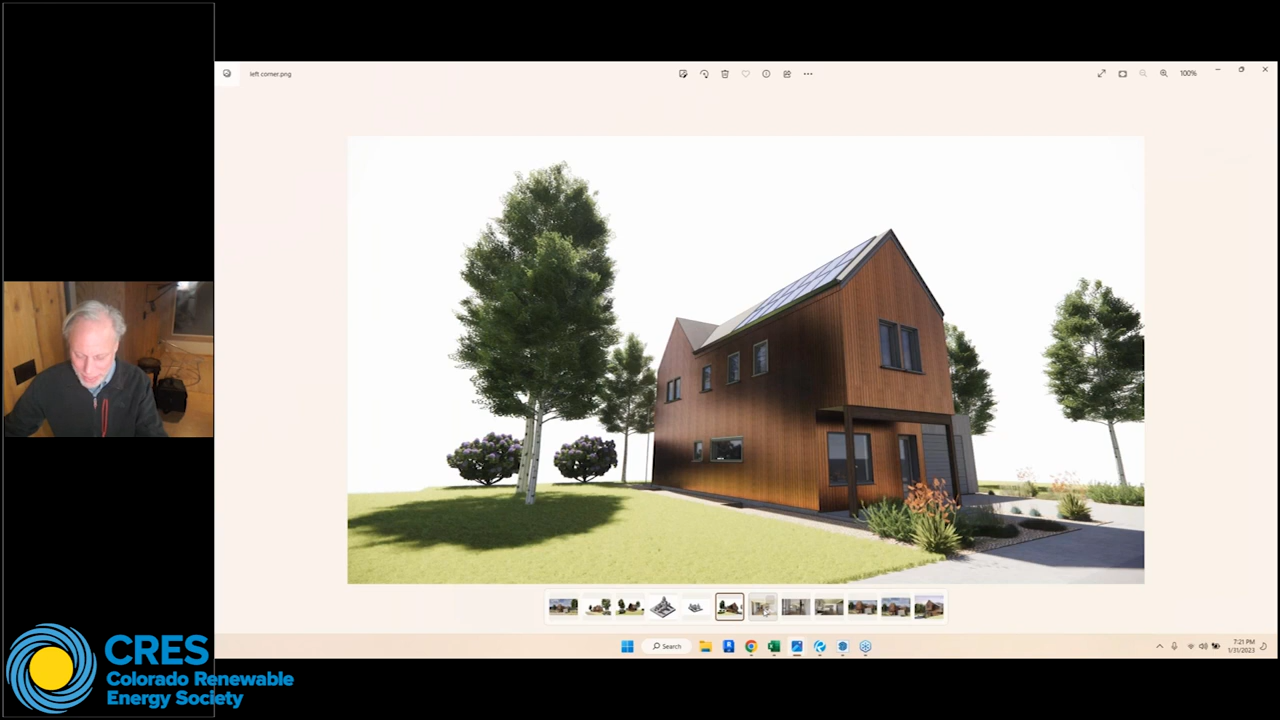 left corner.png
100%
Search
7:21 PM
1/31/2023
CRES
Colorado Renewable
Energy Society